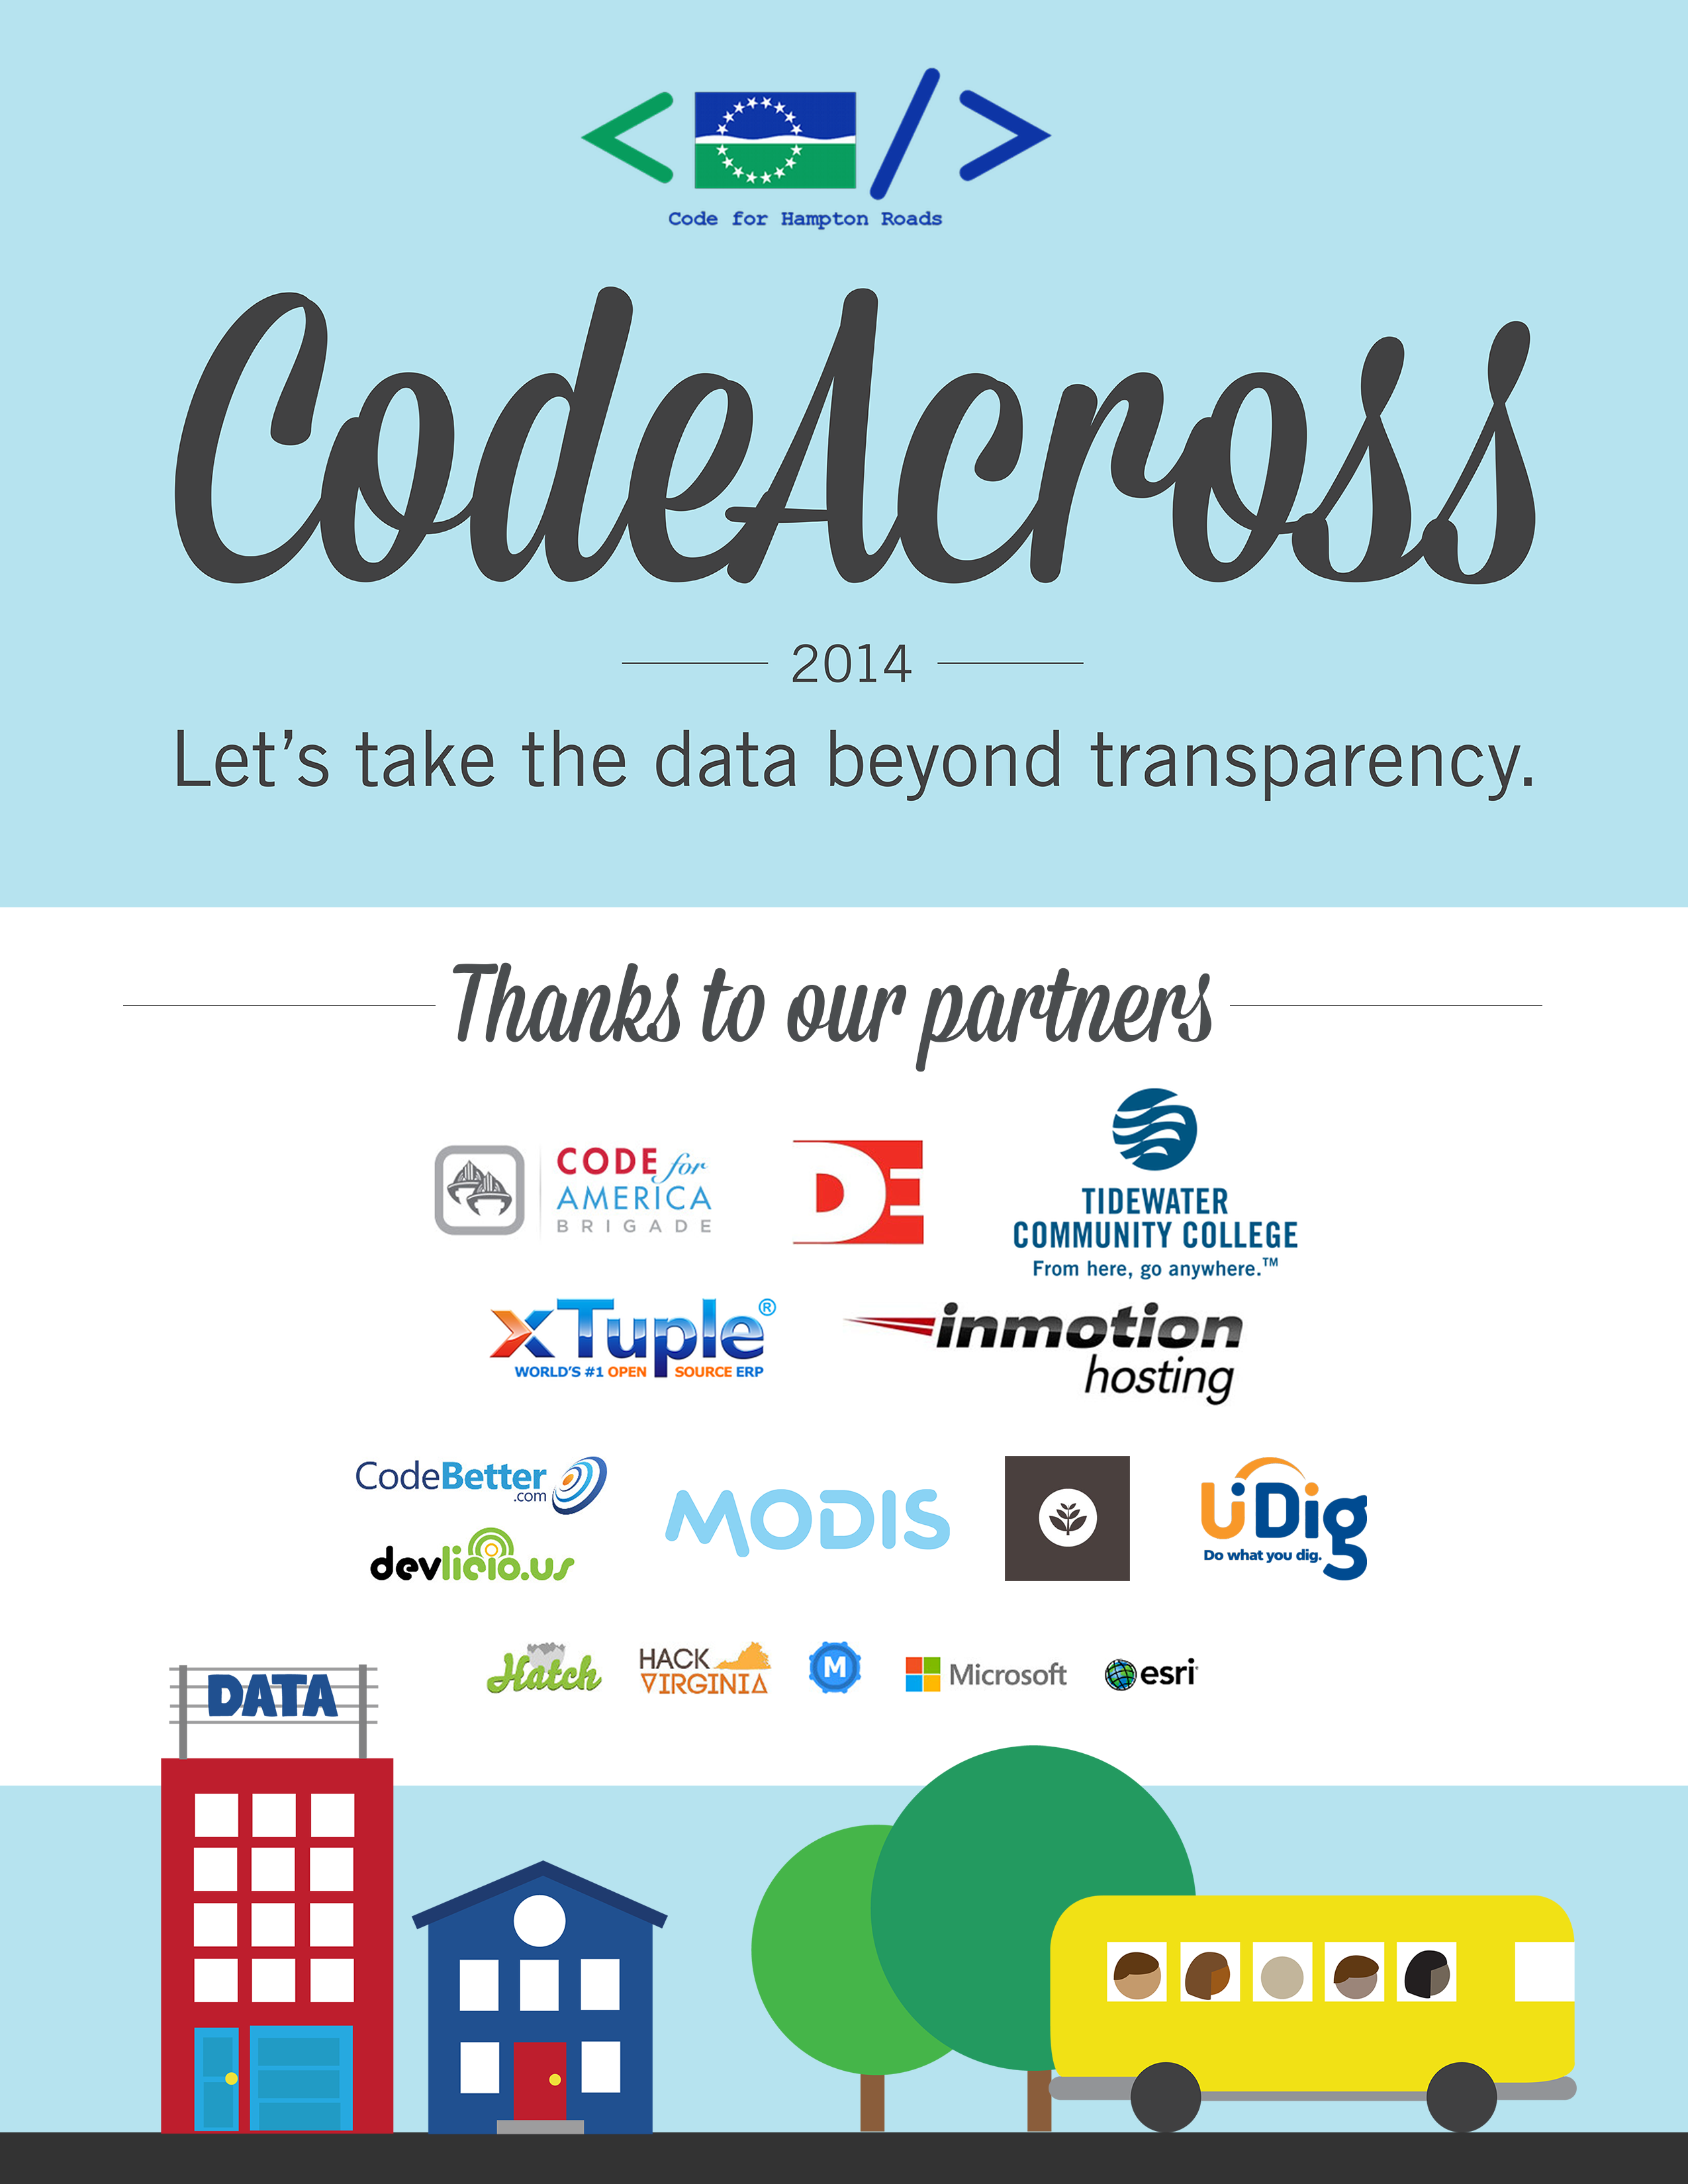 Code for Hampton Roads
CodeAcross
2014
Let's take the data beyond transparency.
Thanks to our partners
CODE for
AMERICA
BRIGADE
DE
TIDEWATER
COMMUNITY COLLEGE
From here, go anywhere.™
xTuple®
WORLD'S #1 OPEN SOURCE ERP
inmotion
hosting
CodeBetter
.com
devlicio.us
MODIS
UDig
Do what you dig.
Hatch
HACK
VIRGINIA
M
Microsoft
esri
DATA